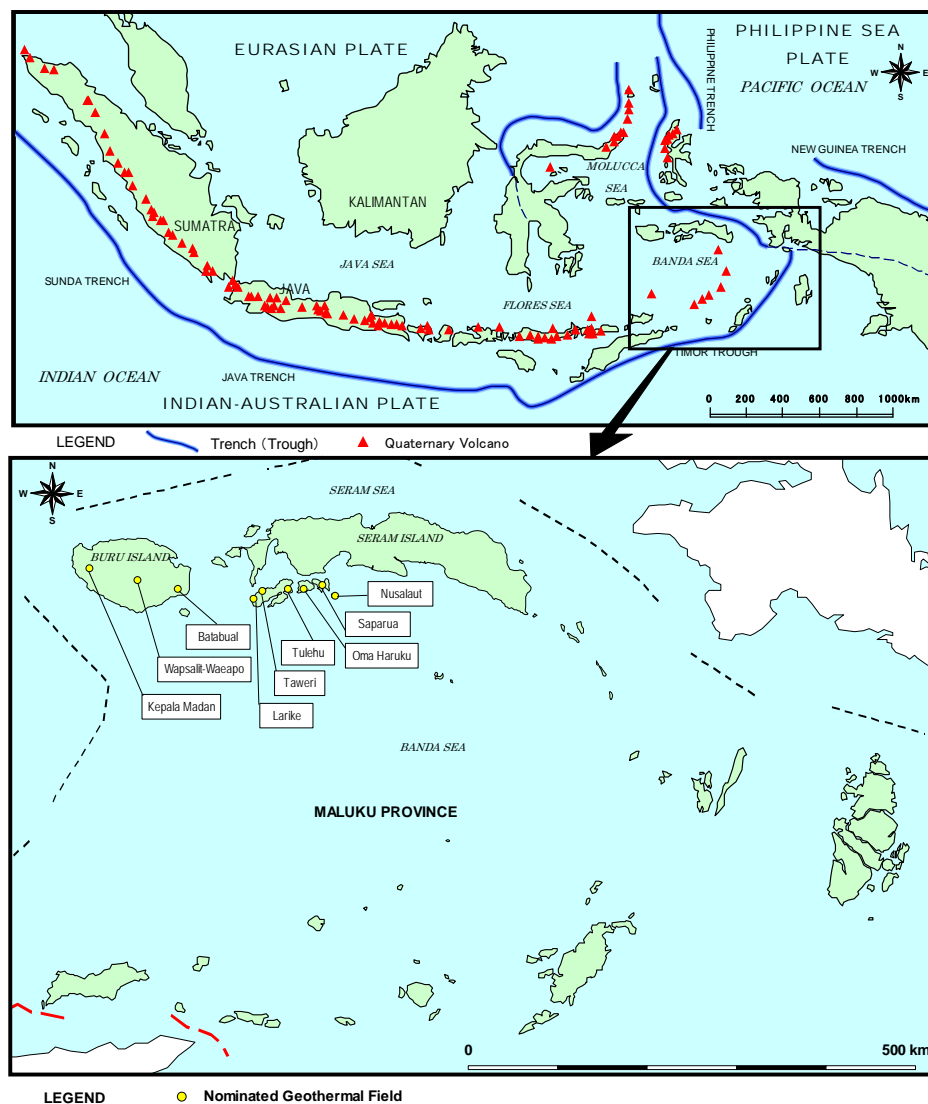 EURASIAN PLATE
PHILIPPINE SEA
PLATE
PACIFIC OCEAN
N
W E
S
PHILIPPINE TRENCH
NEW GUINEA TRENCH
MOLUCCA
SEA
KALIMANTAN
SUMATRA
JAVA SEA
BANDA SEA
SUNDA TRENCH
JAVA
FLORES SEA
TIMOR TROUGH
INDIAN OCEAN
JAVA TRENCH
INDIAN-AUSTRALIAN PLATE
0 200 400 600 800 1000km
LEGEND Trench (Trough) Quaternary Volcano
N
W E
S
SERAM SEA
SERAM ISLAND
BURU ISLAND
Nusalaut
Saparua
Batabual
Tulehu
Oma Haruku
Wapsalit-Waeapo
Taweri
Kepala Madan
Larike
BANDA SEA
MALUKU PROVINCE
0 500 km
LEGEND Nominated Geothermal Field